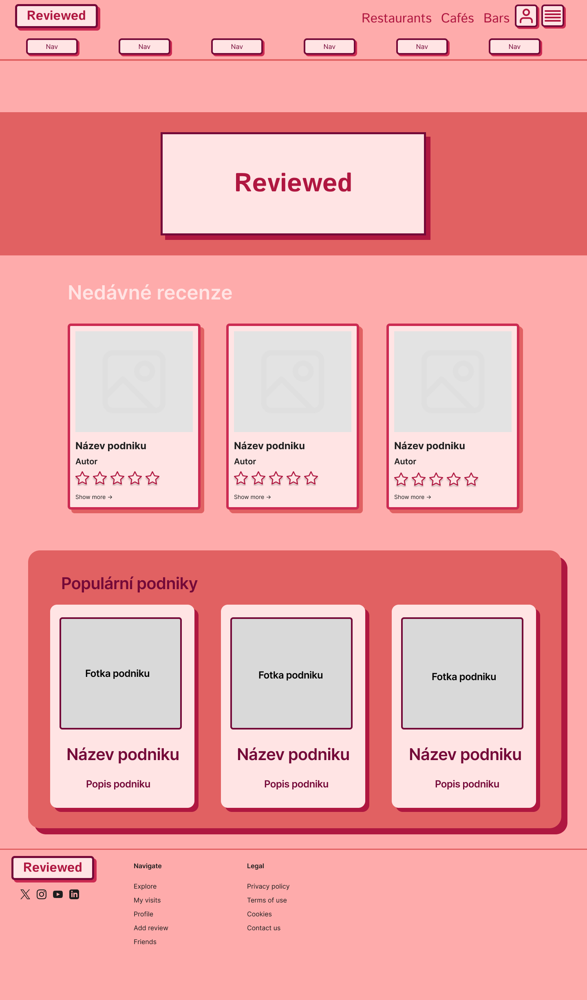 Reviewed
Restaurants Cafés Bars
Nav Nav Nav Nav Nav Nav
Reviewed
Nedávné recenze
Název podniku
Autor
Show more →
Název podniku
Autor
Show more →
Název podniku
Autor
Show more →
Populární podniky
Fotka podniku
Název podniku
Popis podniku
Fotka podniku
Název podniku
Popis podniku
Fotka podniku
Název podniku
Popis podniku
Reviewed
Navigate
Explore
My visits
Profile
Add review
Friends
Legal
Privacy policy
Terms of use
Cookies
Contact us